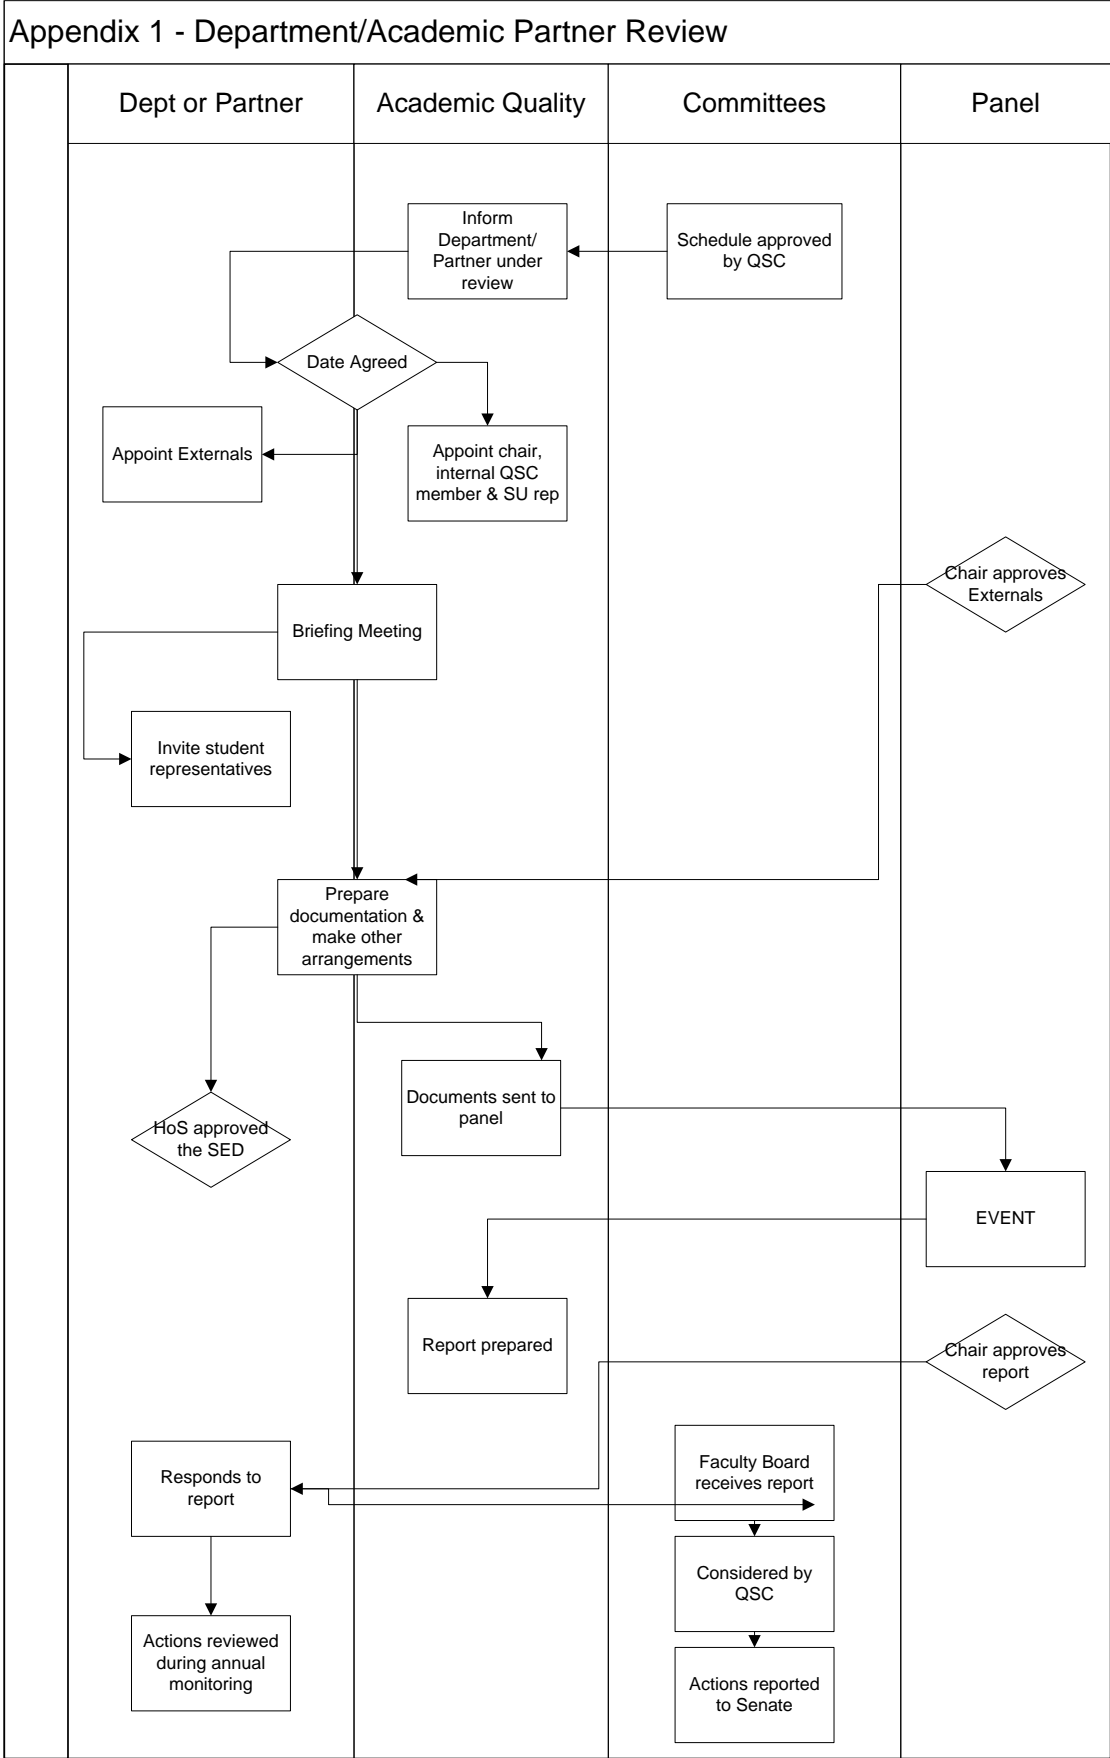 Appendix 1 - Department/Academic Partner Review
Dept or Partner
Academic Quality
Committees
Panel
Inform
Department/
Partner under
review
Schedule approved
by QSC
Date Agreed
Appoint Externals
Appoint chair,
internal QSC
member & SU rep
Chair approves
Externals
Briefing Meeting
Invite student
representatives
Prepare
documentation &
make other
arrangements
Documents sent to
panel
HoS approved
the SED
EVENT
Report prepared
Chair approves
report
Responds to
report
Faculty Board
receives report
Considered by
QSC
Actions reviewed
during annual
monitoring
Actions reported
to Senate